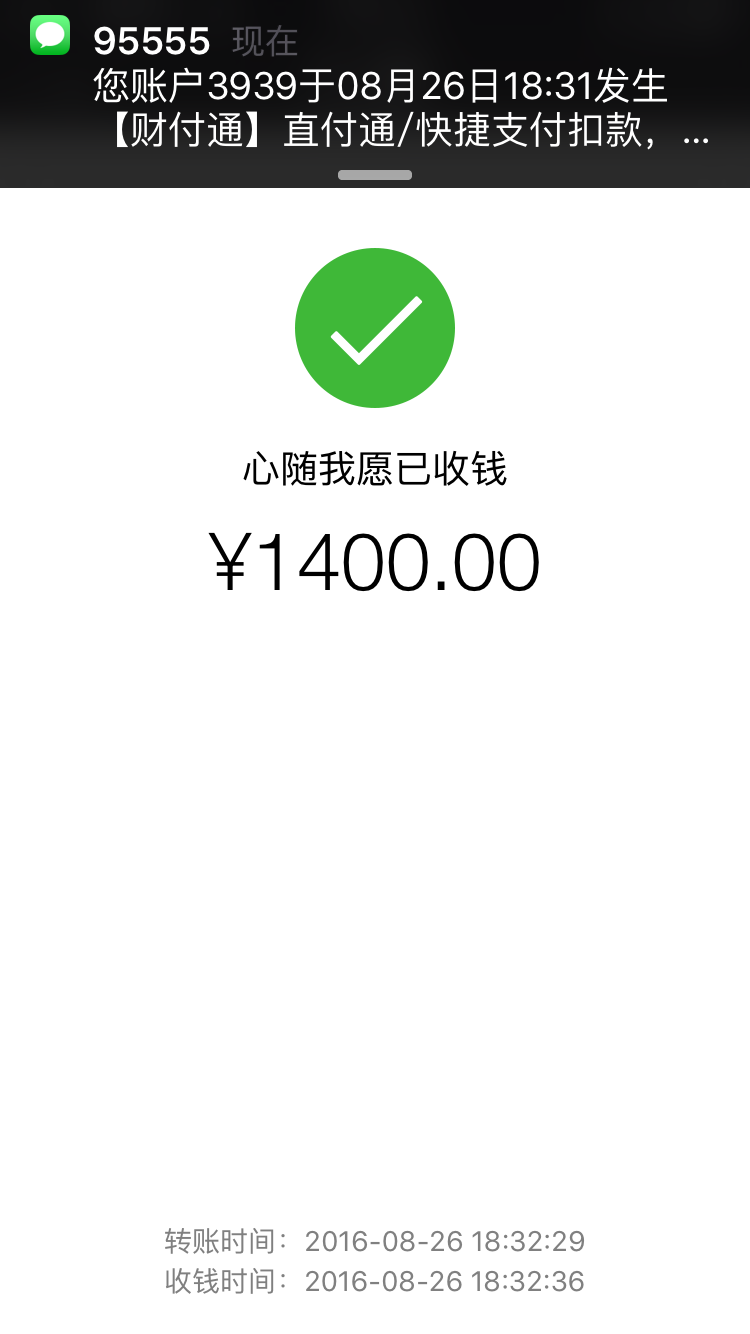 95555 现在
您账户3939于08月26日18:31发生
【财付通】直付通/快捷支付扣款，...
心随我愿已收钱
¥1400.00
转账时间：2016-08-26 18:32:29
收钱时间：2016-08-26 18:32:36